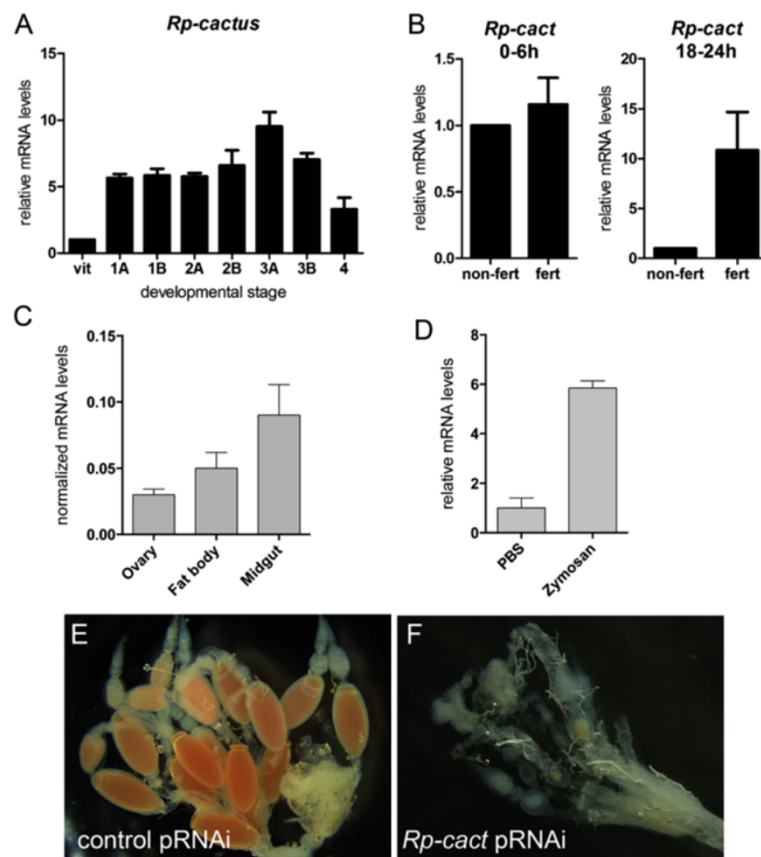 A
Rp-cactus
relative mRNA levels
15
10
5
0
vit 1A 1B 2A 2B 3A 3B 4
developmental stage
B
Rp-cact
0-6h
relative mRNA levels
1.5
1.0
0.5
0.0
non-fert fert
Rp-cact
18-24h
relative mRNA levels
20
15
10
5
0
non-fert fert
C
normalized mRNA levels
0.15
0.10
0.05
0.00
Ovary Fat body Midgut
D
relative mRNA levels
8
6
4
2
0
PBS Zymosan
E
control pRNAi
F
Rp-cact pRNAi